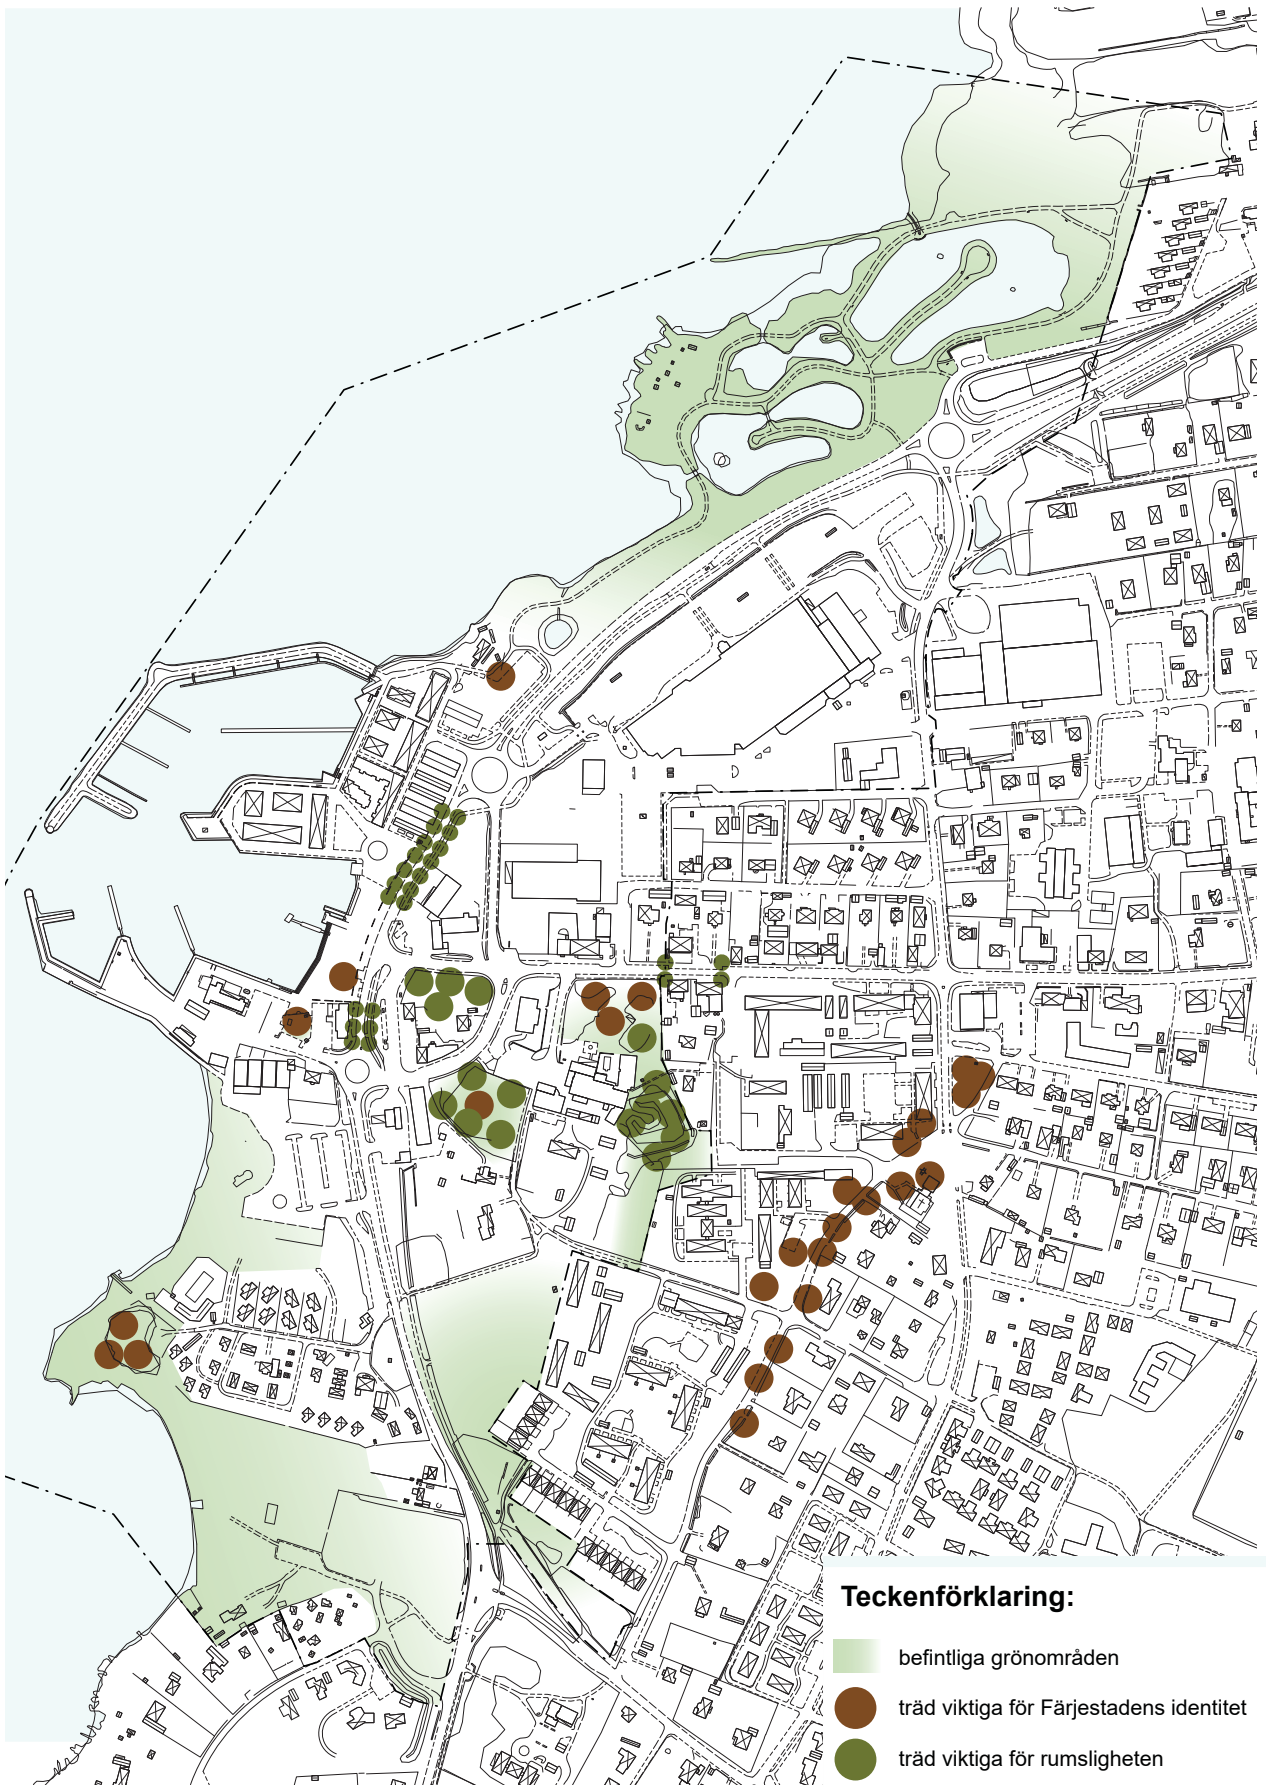 Teckenförklaring:
befintliga grönområden
träd viktiga för Färjestadens identitet
träd viktiga för rumsligheten